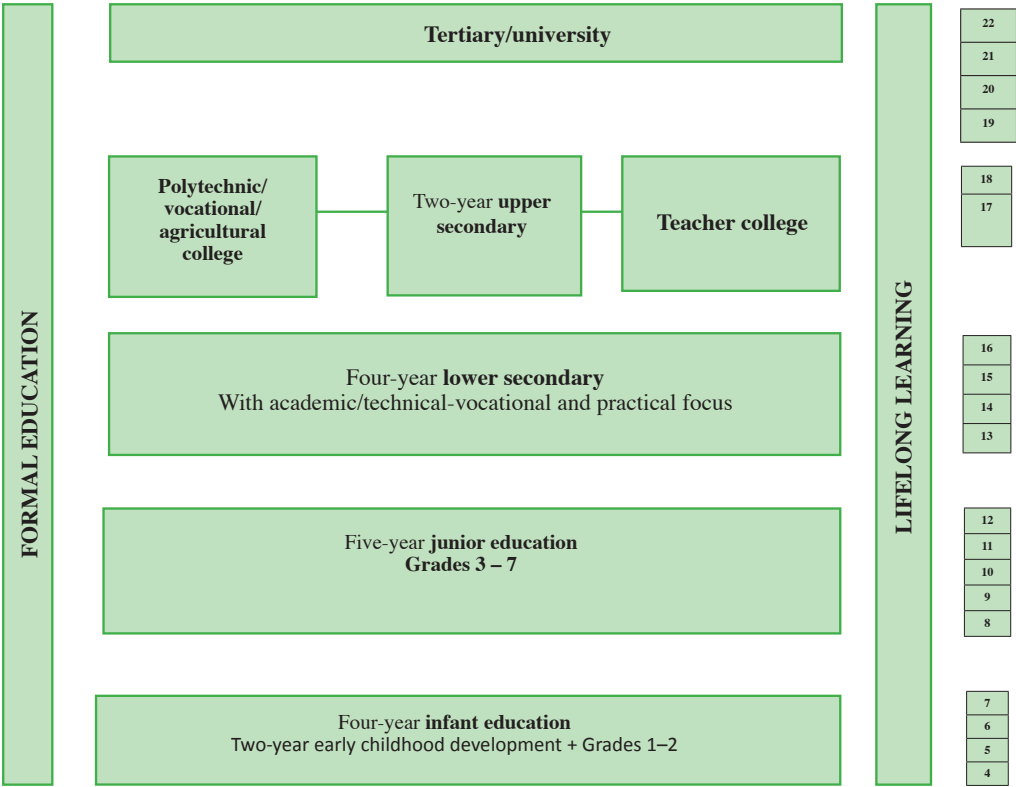 Tertiary/university
22
21
20
19
Polytechnic/
vocational/
agricultural
college
Two-year upper
secondary
Teacher college
18
17
FORMAL EDUCATION
LIFELONG LEARNING
Four-year lower secondary
With academic/technical-vocational and practical focus
16
15
14
13
Five-year junior education
Grades 3 – 7
12
11
10
9
8
Four-year infant education
Two-year early childhood development + Grades 1–2
7
6
5
4